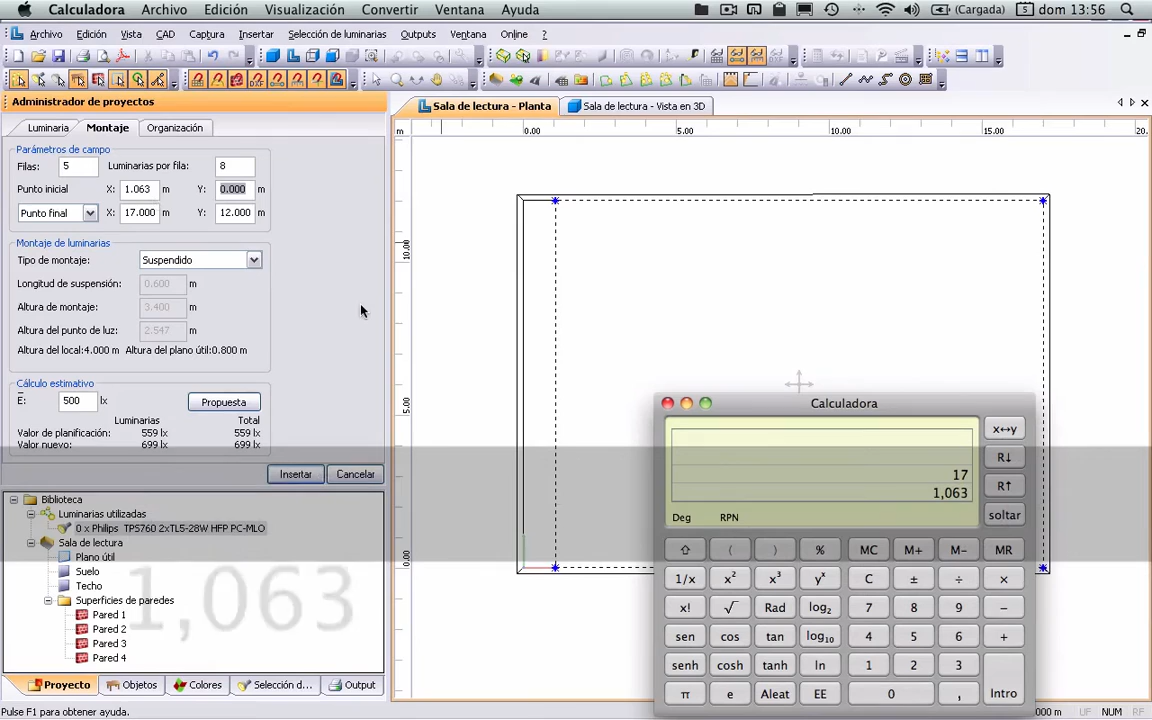 Calculadora Archivo Edición Visualización Convertir Ventana Ayuda (Cargada) 5 dom 13:56
Archivo Edición Vista CAD Captura Insertar Selección de luminarias Outputs Ventana Online ?
Administrador de proyectos
Luminaria Montaje Organización
Parámetros de campo
Filas: 5 Luminarias por fila: 8
Punto inicial X: 1.063 m Y: 0.000 m
Punto final X: 17.000 m Y: 12.000 m
Montaje de luminarias
Tipo de montaje: Suspendido
Longitud de suspensión: 0.600 m
Altura de montaje: 3.400 m
Altura del punto de luz: 2.547 m
Altura del local:4.000 m Altura del plano útil:0.800 m
Cálculo estimativo
E: 500 lx Propuesta
Luminarias Total
Valor de planificación: 559 lx 559 lx
Valor nuevo: 699 lx 699 lx
Insertar Cancelar
Biblioteca
Luminarias utilizadas
0 x Philips TPS760 2xTL5-28W HFP PC-MLO
Sala de lectura
Plano útil
Suelo
Techo
Superficies de paredes
Pared 1
Pared 2
Pared 3
Pared 4
1,063
Proyecto Objetos Colores Selección d... Output
Pulse F1 para obtener ayuda.
Sala de lectura - Planta Sala de lectura - Vista en 3D
m 0.00 5.00 10.00 15.00 20.
10.00
5.00
0.00
Calculadora
17
1,063
Deg RPN
x↔y
R↓
R↑
soltar
⇧ ( ) % MC M+ M− MR
1/x x² x³ yˣ C ± ÷ ×
x! √ Rad log₂ 7 8 9 −
sen cos tan log₁₀ 4 5 6 +
senh cosh tanh ln 1 2 3
π e Aleat EE 0 , Intro
000 m UF NUM RF